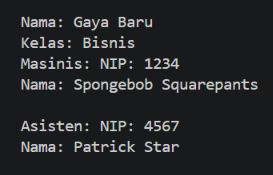 Nama: Gaya Baru
Kelas: Bisnis
Masinis: NIP: 1234
Nama: Spongebob Squarepants

Asisten: NIP: 4567
Nama: Patrick Star